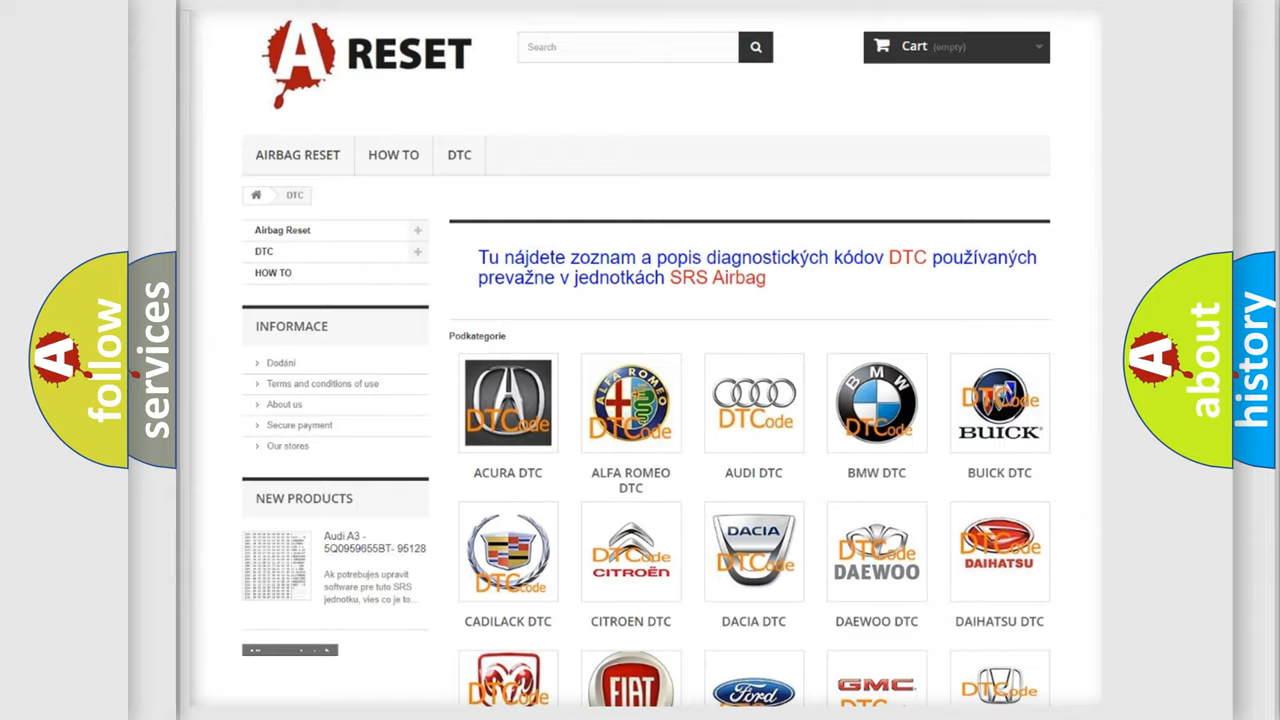 A RESET
Search
Cart (empty)
AIRBAG RESET
HOW TO
DTC
DTC
Airbag Reset
DTC
HOW TO
INFORMACE
Dodání
Terms and conditions of use
About us
Secure payment
Our stores
NEW PRODUCTS
Audi A3 -
5Q0959655BT- 95128
Ak potrebujes upravit
software pre tuto SRS
jednotku, vies co je to...
Tu nájdete zoznam a popis diagnostických kódov DTC používaných
prevažne v jednotkách SRS Airbag
Podkategorie
DTCode
ALFA ROMEO
DTCode
DTCode
BMW
DTCode
DTCode
BUICK
ACURA DTC
ALFA ROMEO
DTC
AUDI DTC
BMW DTC
BUICK DTC
DTCode
DTCode
CITROËN
DACIA
DTCode
DTCode
DAEWOO
DTCode
DAIHATSU
CADILACK DTC
CITROEN DTC
DACIA DTC
DAEWOO DTC
DAIHATSU DTC
DTCode
FIAT
Ford
GMC
DTCode
A follow
services
A about
history